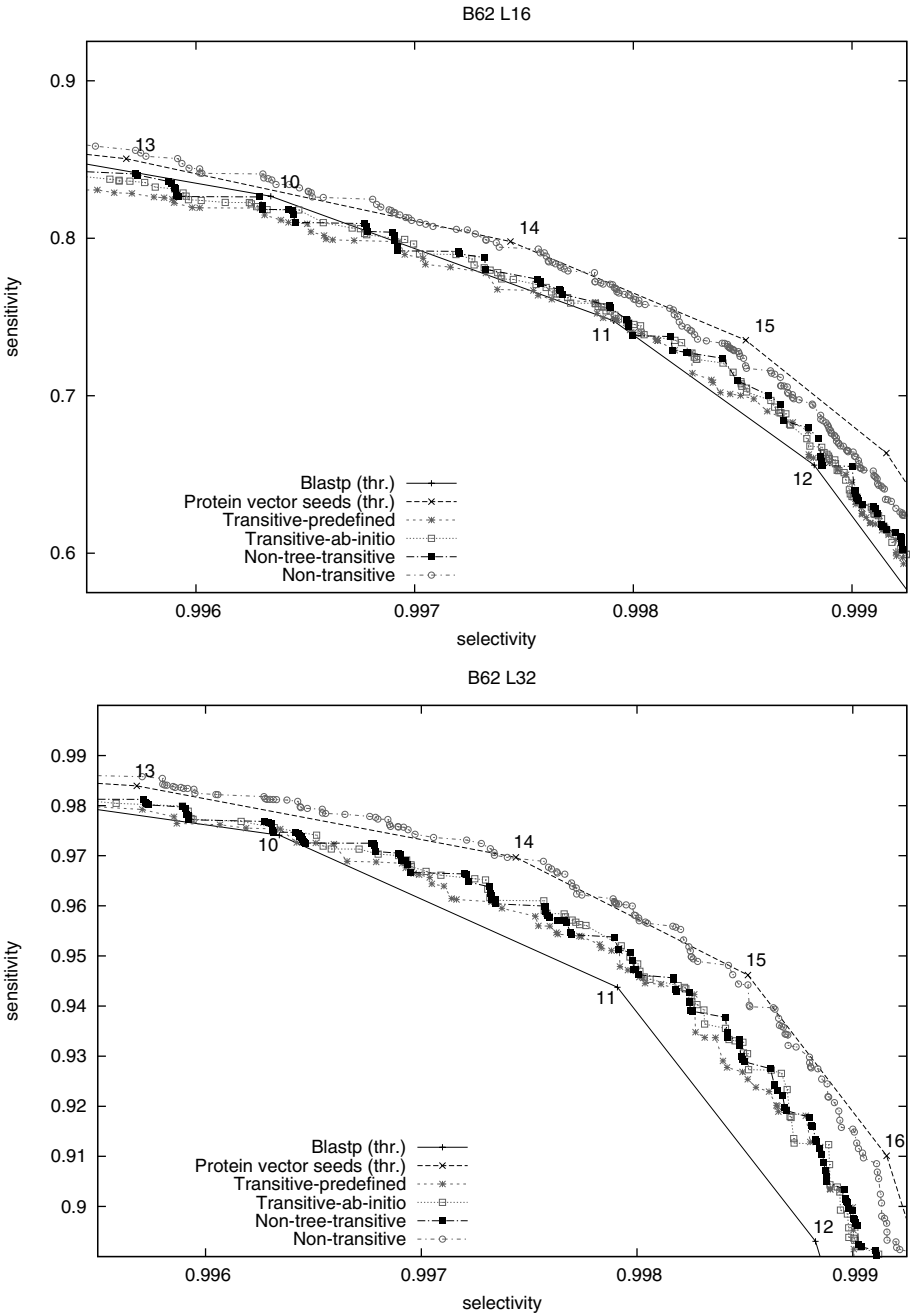 B62 L16
0.9
0.8
0.7
0.6
sensitivity
13
10
14
11
15
12
Blastp (thr.)
Protein vector seeds (thr.)
Transitive-predefined
Transitive-ab-initio
Non-tree-transitive
Non-transitive
0.996 0.997 0.998 0.999
selectivity
B62 L32
0.99
0.98
0.97
0.96
0.95
0.94
0.93
0.92
0.91
0.9
sensitivity
13
10
14
11
15
16
12
Blastp (thr.)
Protein vector seeds (thr.)
Transitive-predefined
Transitive-ab-initio
Non-tree-transitive
Non-transitive
0.996 0.997 0.998 0.999
selectivity